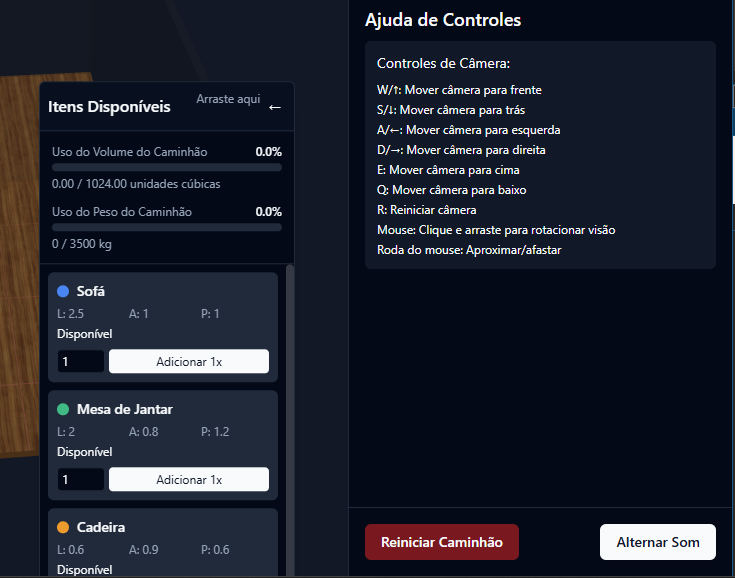 Itens Disponíveis
Arraste aqui ←
Uso do Volume do Caminhão 0.0%
0.00 / 1024.00 unidades cúbicas
Uso do Peso do Caminhão 0.0%
0 / 3500 kg
Sofá
L: 2.5 A: 1 P: 1
Disponível
1 Adicionar 1x
Mesa de Jantar
L: 2 A: 0.8 P: 1.2
Disponível
1 Adicionar 1x
Cadeira
L: 0.6 A: 0.9 P: 0.6
Disponível
Ajuda de Controles
Controles de Câmera:
W/↑: Mover câmera para frente
S/↓: Mover câmera para trás
A/←: Mover câmera para esquerda
D/→: Mover câmera para direita
E: Mover câmera para cima
Q: Mover câmera para baixo
R: Reiniciar câmera
Mouse: Clique e arraste para rotacionar visão
Roda do mouse: Aproximar/afastar
Reiniciar Caminhão
Alternar Som